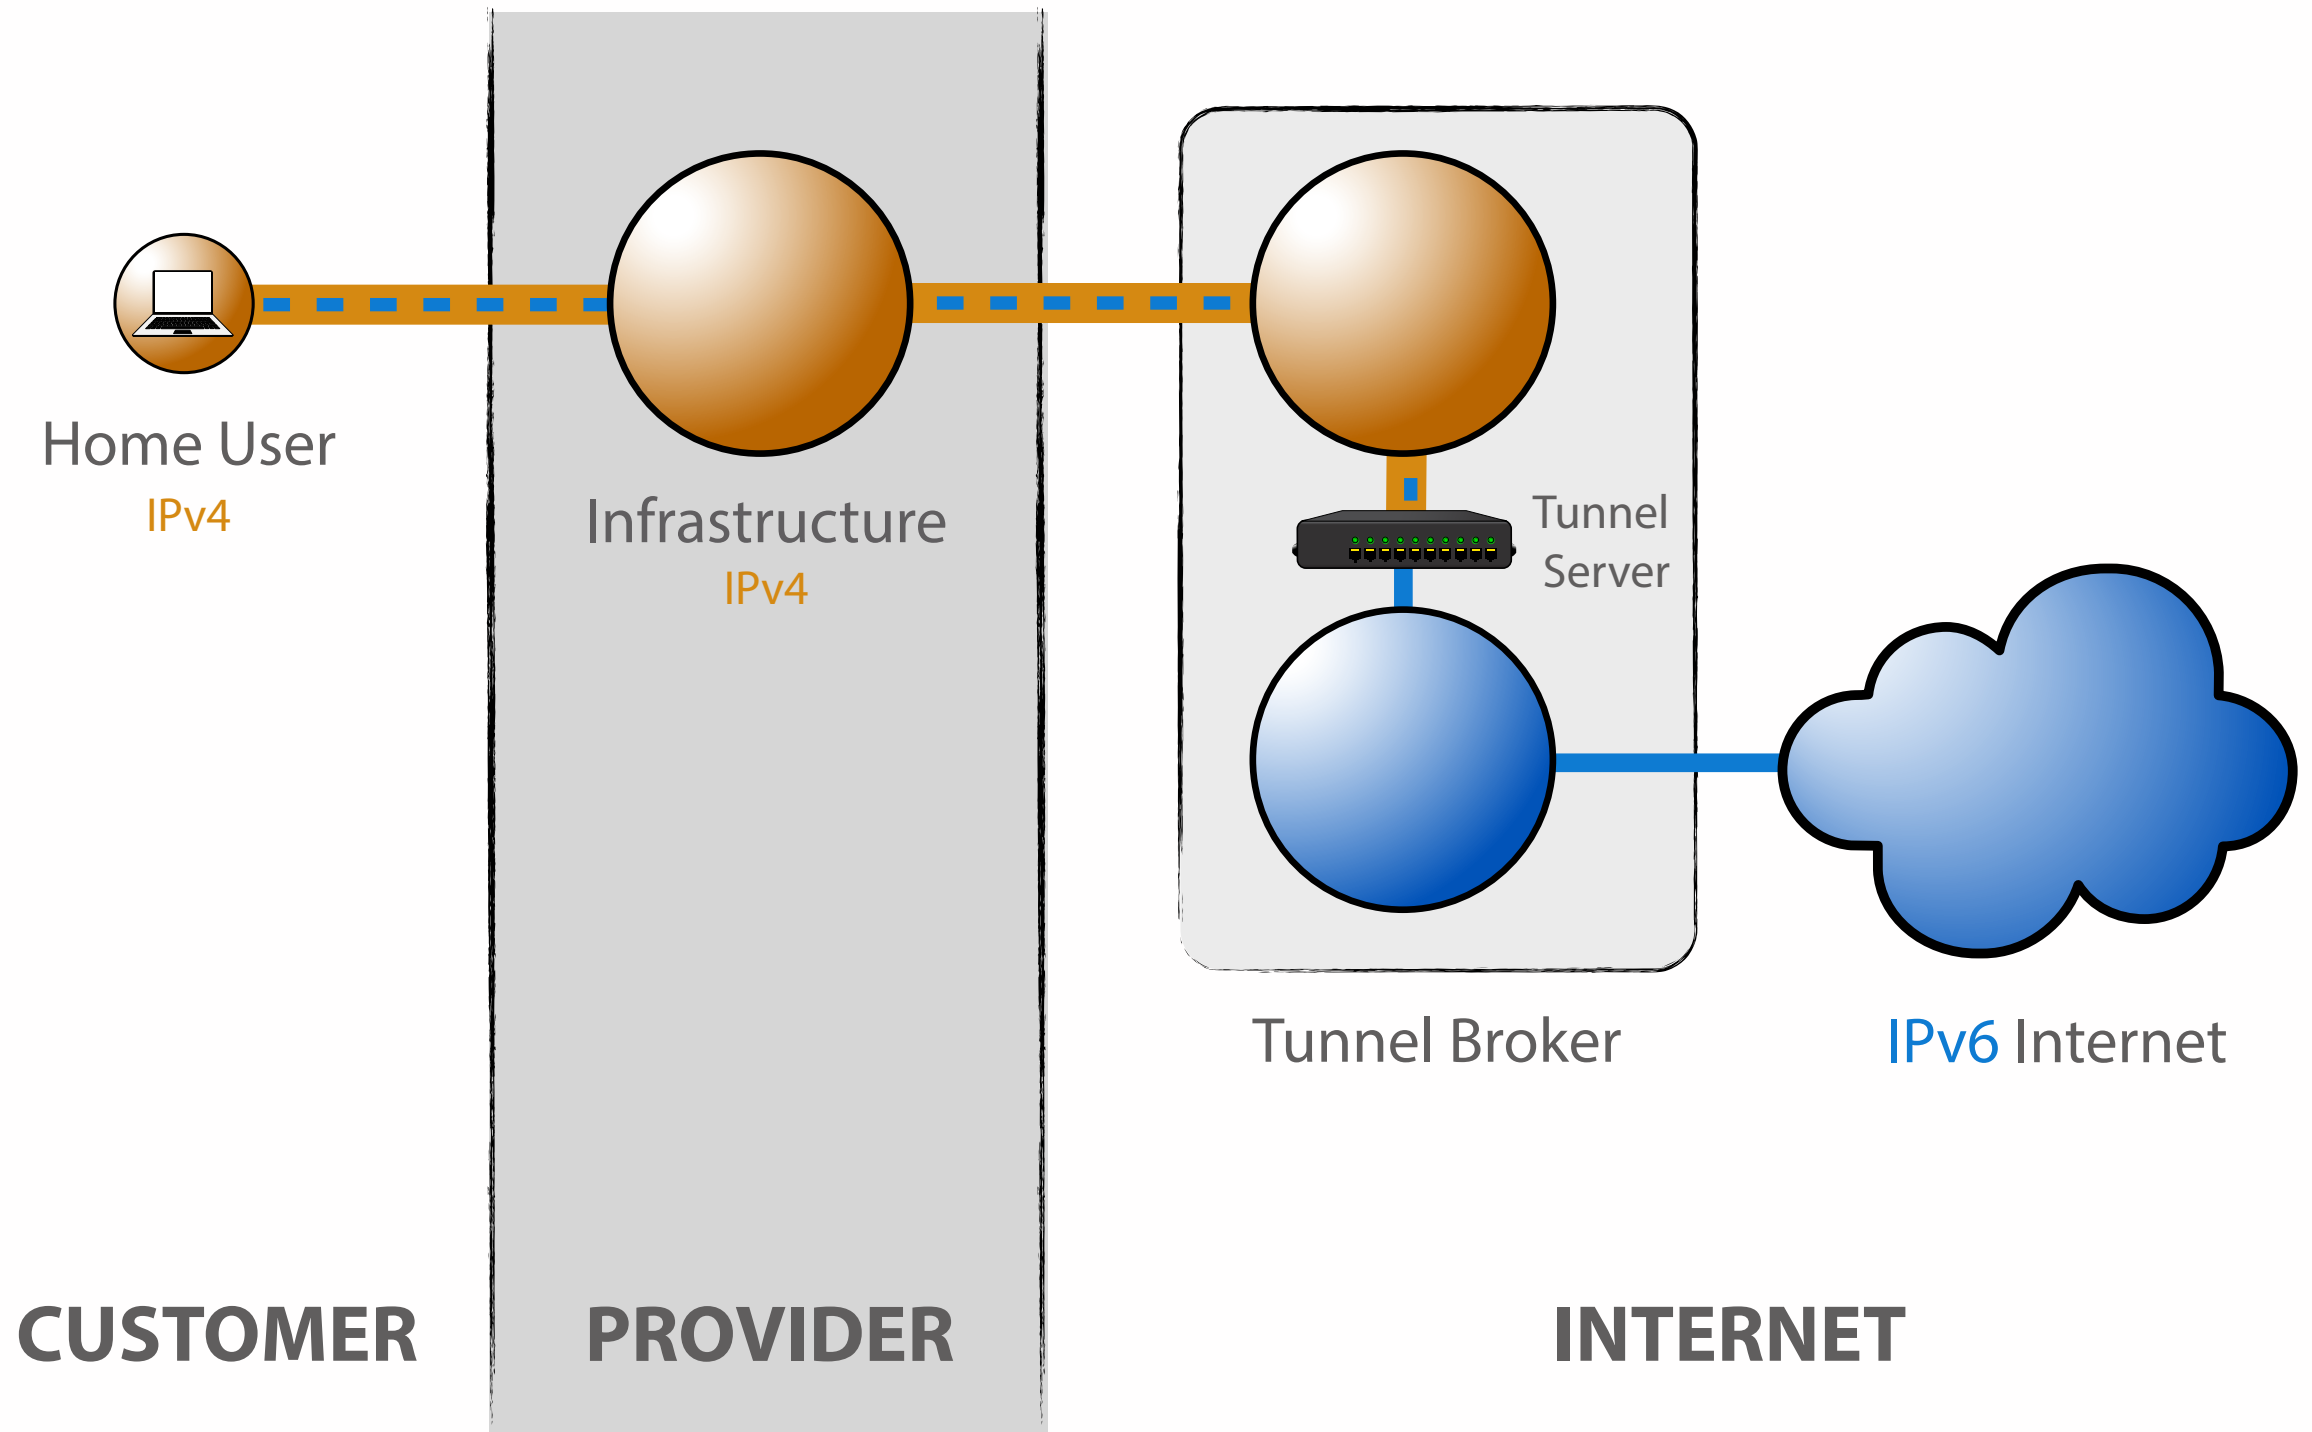 Home User
IPv4
Infrastructure
IPv4
Tunnel
Server
Tunnel Broker
IPv6 Internet
CUSTOMER
PROVIDER
INTERNET